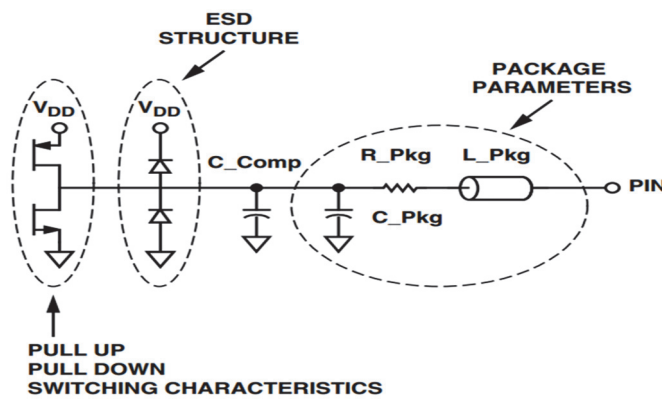 ESD
STRUCTURE
PACKAGE
PARAMETERS
VDD
VDD
C_Comp
R_Pkg
L_Pkg
C_Pkg
PIN
PULL UP
PULL DOWN
SWITCHING CHARACTERISTICS